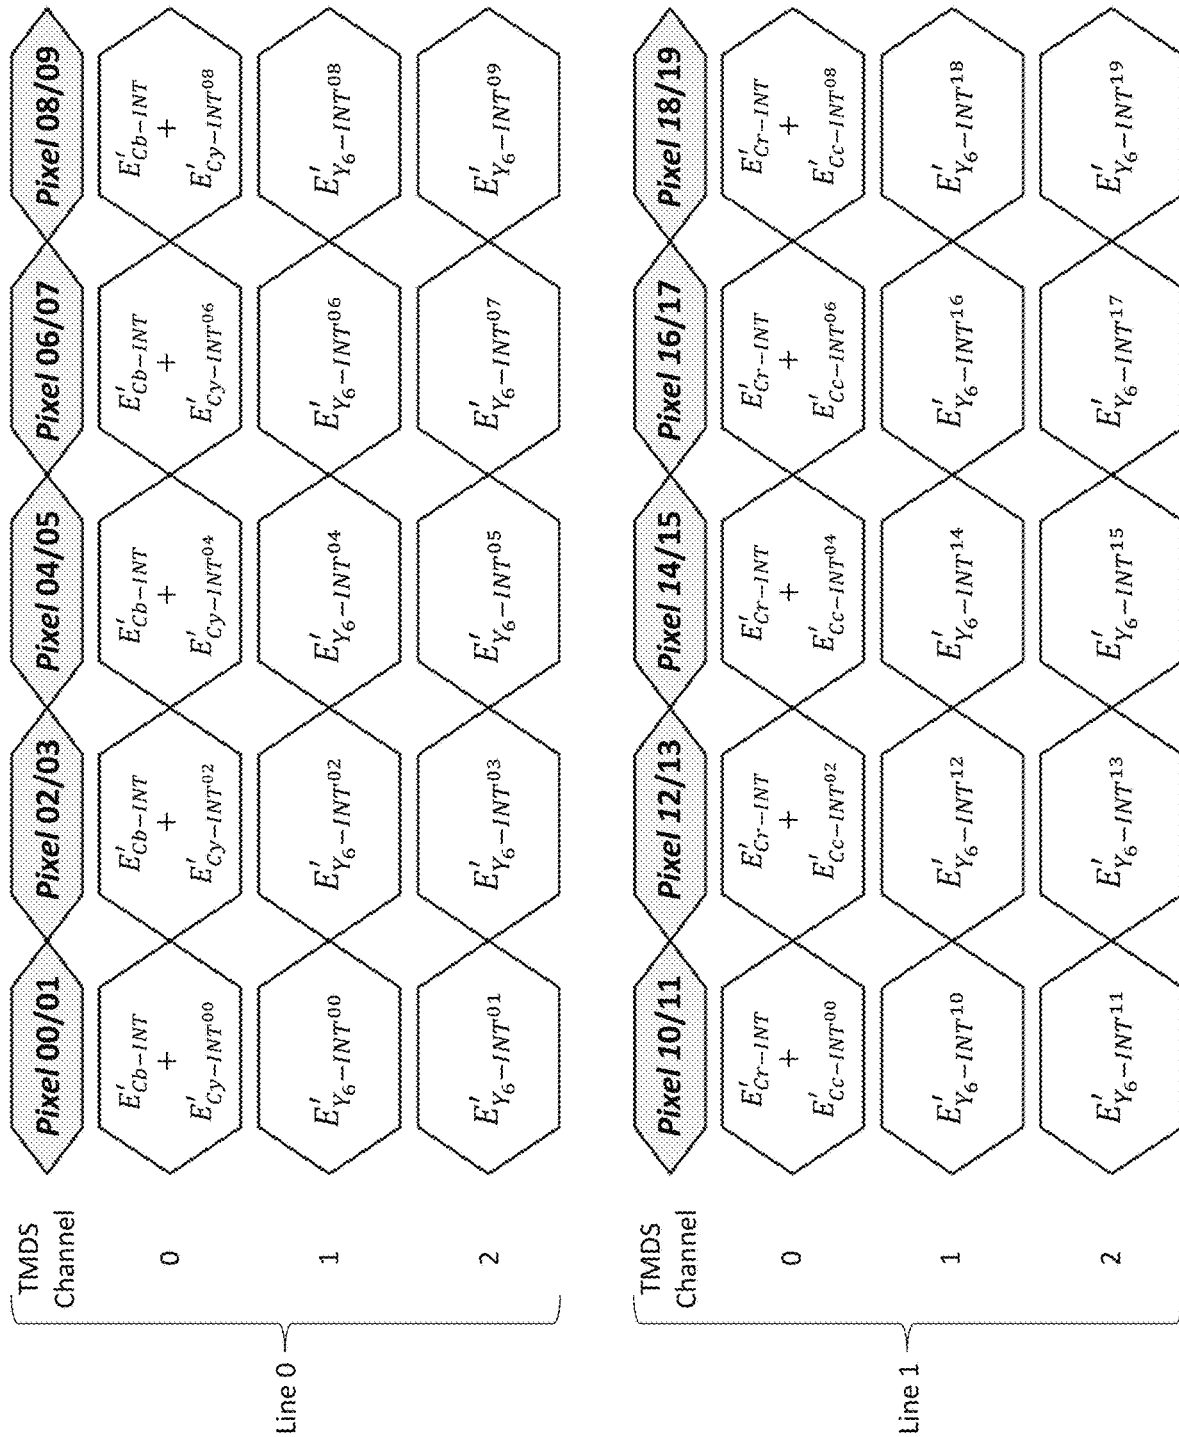 Line 0
TMDS Channel
Pixel 00/01 Pixel 02/03 Pixel 04/05 Pixel 06/07 Pixel 08/09
0
E′Cb−INT + E′Cy−INT⁰⁰
E′Cb−INT + E′Cy−INT⁰²
E′Cb−INT + E′Cy−INT⁰⁴
E′Cb−INT + E′Cy−INT⁰⁶
E′Cb−INT + E′Cy−INT⁰⁸
1
E′Y₆−INT⁰⁰ E′Y₆−INT⁰² E′Y₆−INT⁰⁴ E′Y₆−INT⁰⁶ E′Y₆−INT⁰⁸
2
E′Y₆−INT⁰¹ E′Y₆−INT⁰³ E′Y₆−INT⁰⁵ E′Y₆−INT⁰⁷ E′Y₆−INT⁰⁹
Line 1
TMDS Channel
Pixel 10/11 Pixel 12/13 Pixel 14/15 Pixel 16/17 Pixel 18/19
0
E′Cr−INT + E′Cc−INT⁰⁰
E′Cr−INT + E′Cc−INT⁰²
E′Cr−INT + E′Cc−INT⁰⁴
E′Cr−INT + E′Cc−INT⁰⁶
E′Cr−INT + E′Cc−INT⁰⁸
1
E′Y₆−INT¹⁰ E′Y₆−INT¹² E′Y₆−INT¹⁴ E′Y₆−INT¹⁶ E′Y₆−INT¹⁸
2
E′Y₆−INT¹¹ E′Y₆−INT¹³ E′Y₆−INT¹⁵ E′Y₆−INT¹⁷ E′Y₆−INT¹⁹